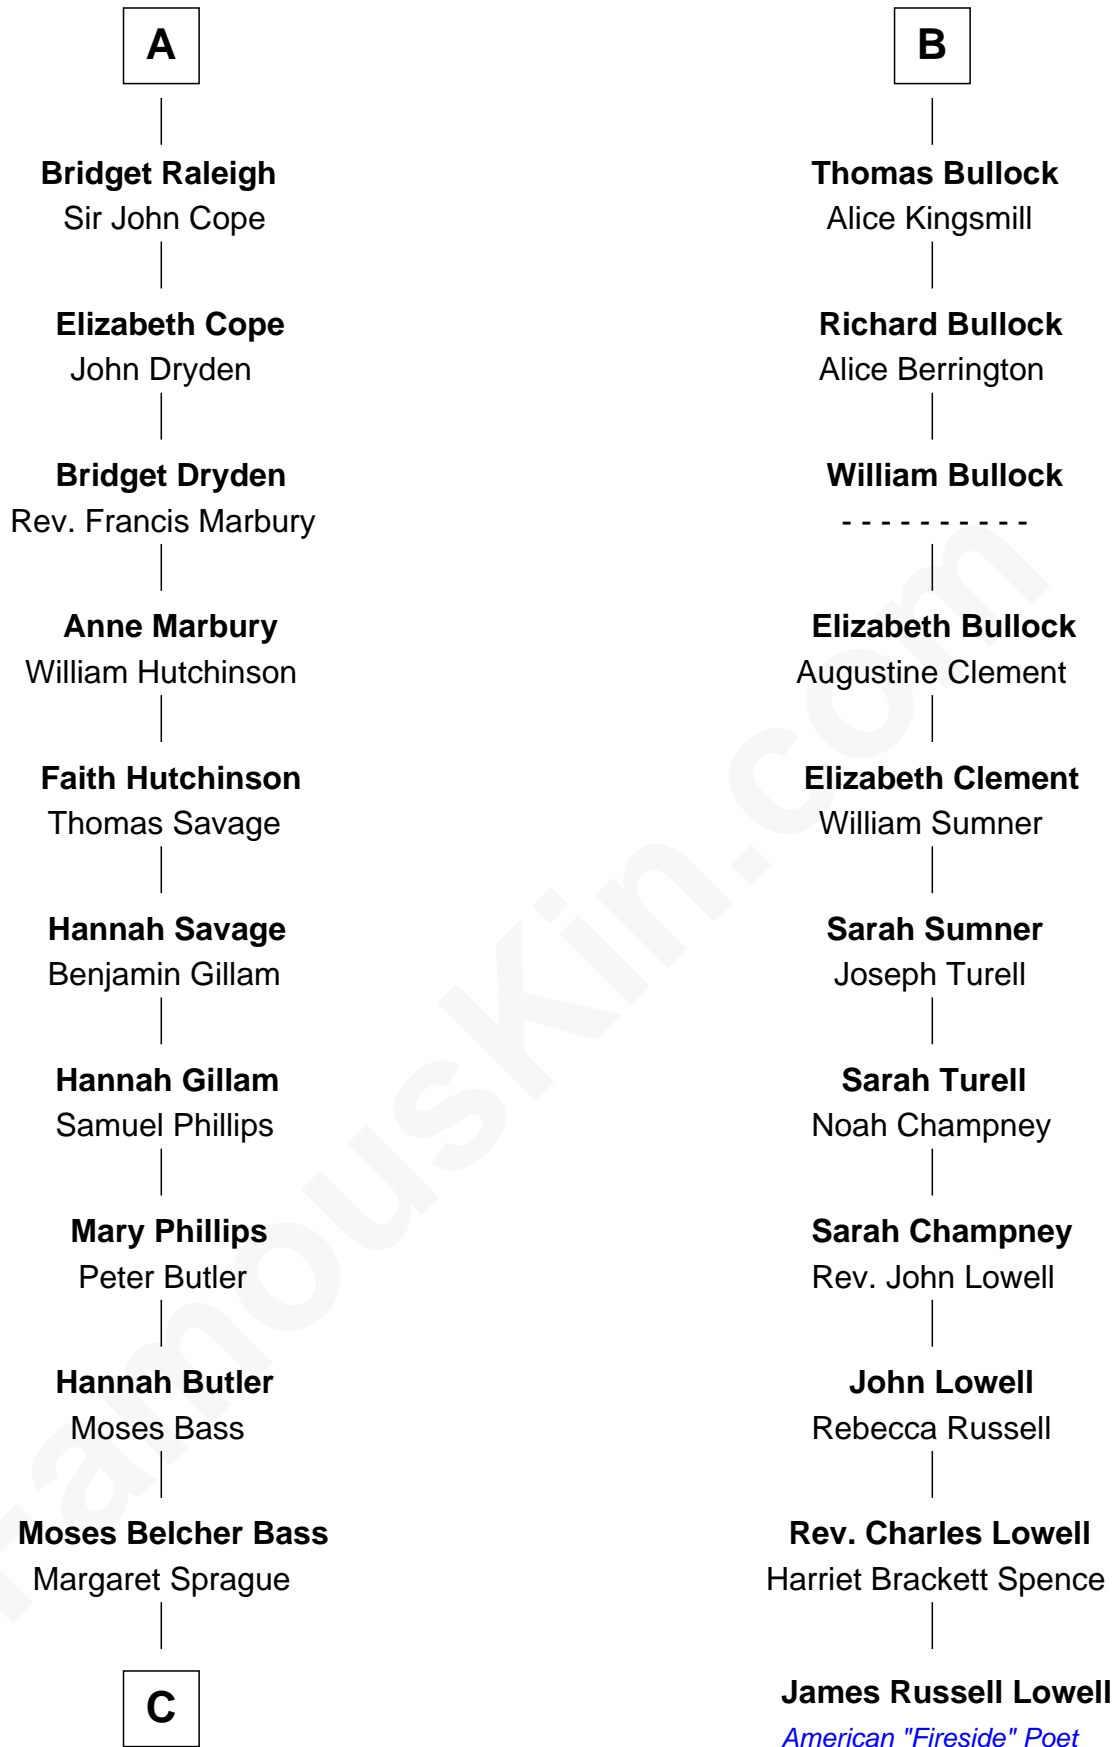 A
Bridget Raleigh
Sir John Cope
Elizabeth Cope
John Dryden
Bridget Dryden
Rev. Francis Marbury
Anne Marbury
William Hutchinson
Faith Hutchinson
Thomas Savage
Hannah Savage
Benjamin Gillam
Hannah Gillam
Samuel Phillips
Mary Phillips
Peter Butler
Hannah Butler
Moses Bass
Moses Belcher Bass
Margaret Sprague
C
B
Thomas Bullock
Alice Kingsmill
Richard Bullock
Alice Berrington
William Bullock
- - - - - - - - - -
Elizabeth Bullock
Augustine Clement
Elizabeth Clement
William Sumner
Sarah Sumner
Joseph Turell
Sarah Turell
Noah Champney
Sarah Champney
Rev. John Lowell
John Lowell
Rebecca Russell
Rev. Charles Lowell
Harriet Brackett Spence
James Russell Lowell
American "Fireside" Poet
FamousKin.com